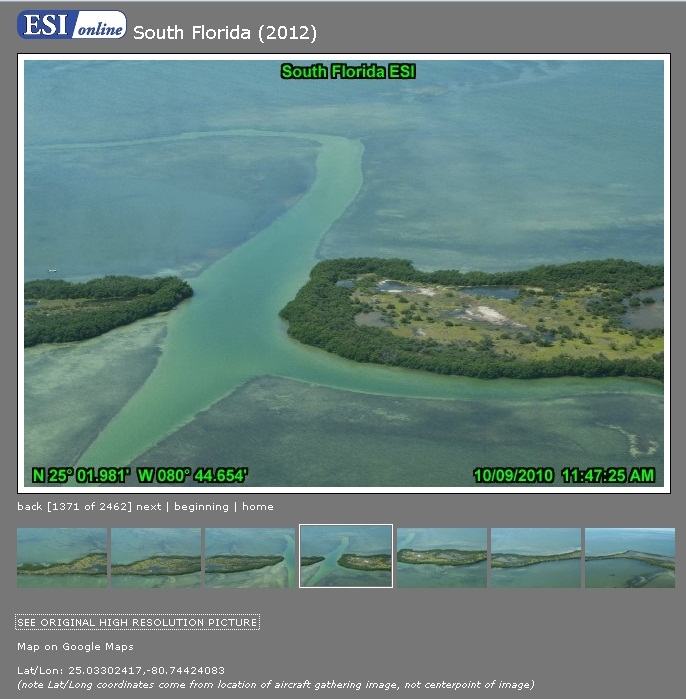 ESI online South Florida (2012)
South Florida ESI
N 25° 01.981' W 080° 44.654' 10/09/2010 11:47:25 AM
back [1371 of 2462] next | beginning | home
SEE ORIGINAL HIGH RESOLUTION PICTURE
Map on Google Maps
Lat/Lon: 25.03302417,-80.74424083
(note Lat/Long coordinates come from location of aircraft gathering image, not centerpoint of image)